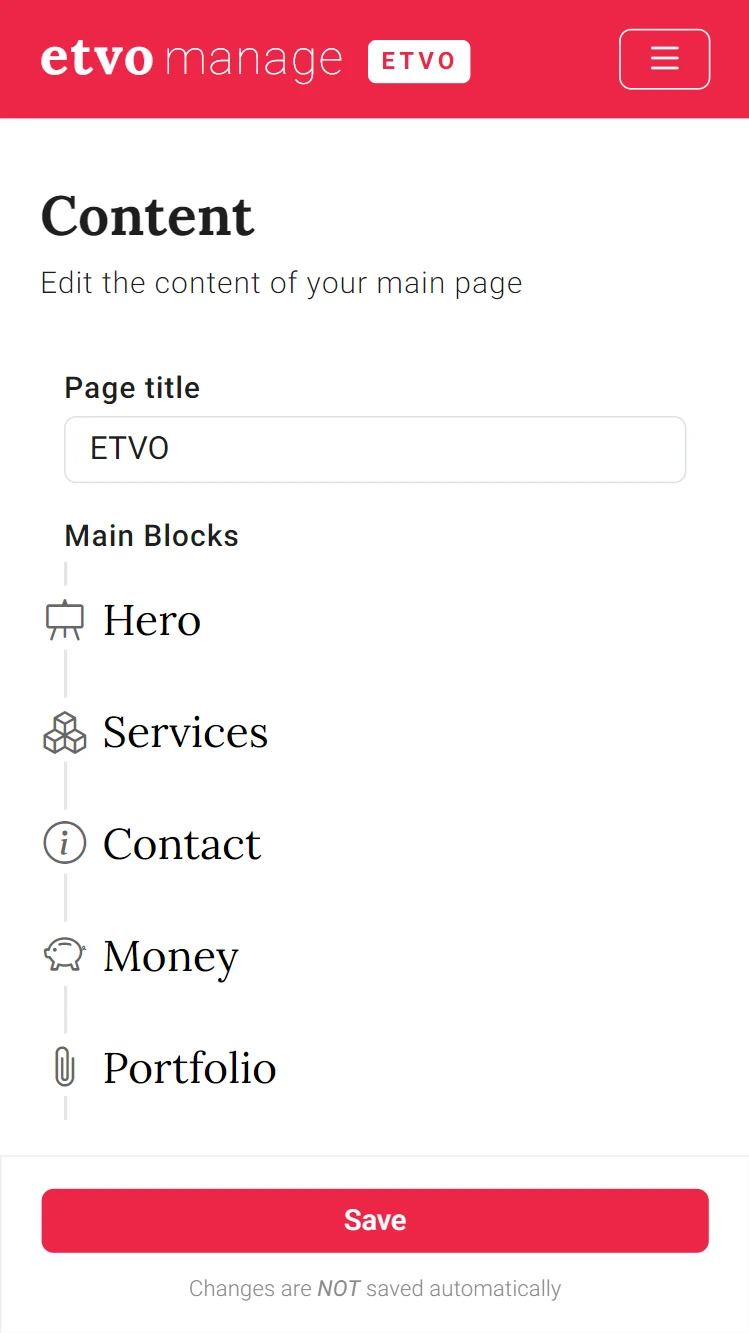 etvo manage ETVO
Content
Edit the content of your main page
Page title
ETVO
Main Blocks
Hero
Services
Contact
Money
Portfolio
Save
Changes are NOT saved automatically